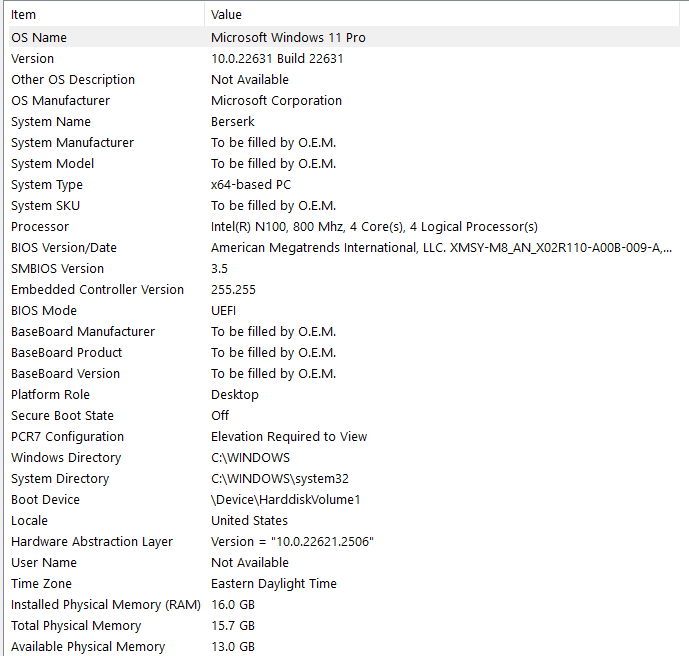 Item Value
OS Name Microsoft Windows 11 Pro
Version 10.0.22631 Build 22631
Other OS Description Not Available
OS Manufacturer Microsoft Corporation
System Name Berserk
System Manufacturer To be filled by O.E.M.
System Model To be filled by O.E.M.
System Type x64-based PC
System SKU To be filled by O.E.M.
Processor Intel(R) N100, 800 Mhz, 4 Core(s), 4 Logical Processor(s)
BIOS Version/Date American Megatrends International, LLC. XMSY-M8_AN_X02R110-A00B-009-A,...
SMBIOS Version 3.5
Embedded Controller Version 255.255
BIOS Mode UEFI
BaseBoard Manufacturer To be filled by O.E.M.
BaseBoard Product To be filled by O.E.M.
BaseBoard Version To be filled by O.E.M.
Platform Role Desktop
Secure Boot State Off
PCR7 Configuration Elevation Required to View
Windows Directory C:\WINDOWS
System Directory C:\WINDOWS\system32
Boot Device \Device\HarddiskVolume1
Locale United States
Hardware Abstraction Layer Version = "10.0.22621.2506"
User Name Not Available
Time Zone Eastern Daylight Time
Installed Physical Memory (RAM) 16.0 GB
Total Physical Memory 15.7 GB
Available Physical Memory 13.0 GB